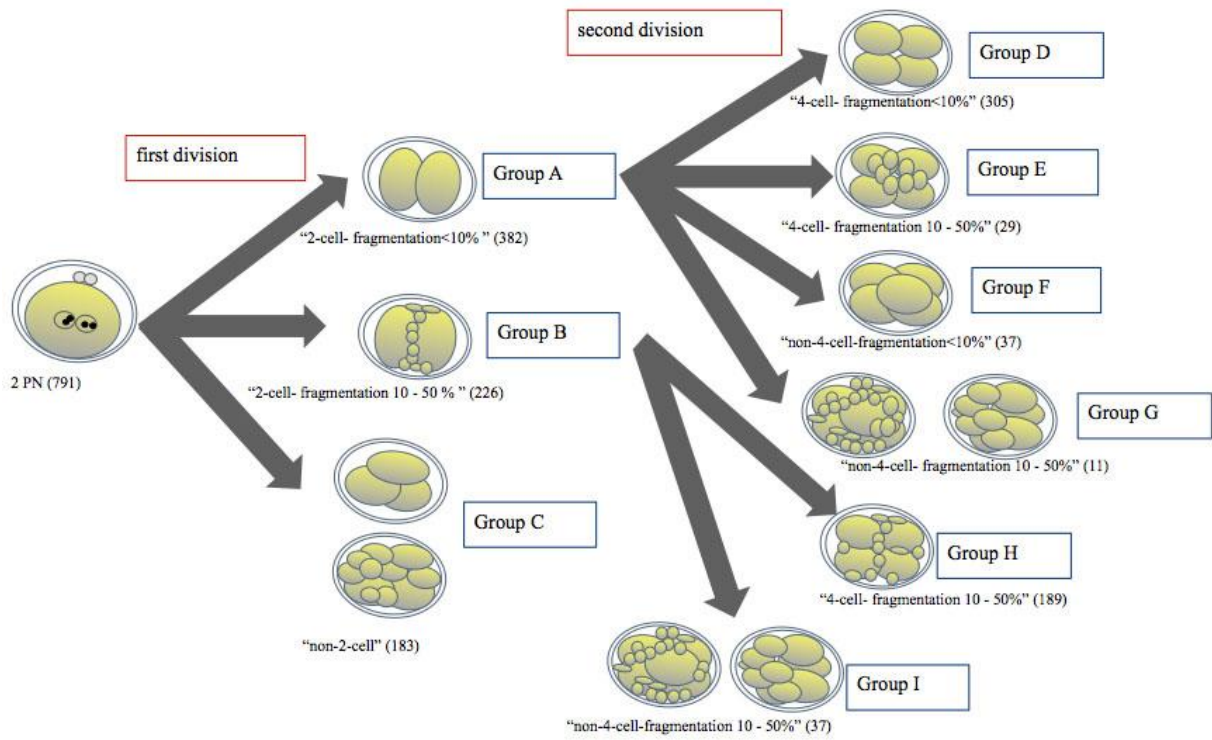 second division
Group D
“4-cell- fragmentation<10%” (305)
first division
Group A
“2-cell- fragmentation<10% ” (382)
Group E
“4-cell- fragmentation 10 - 50%” (29)
Group F
“non-4-cell-fragmentation<10%” (37)
2 PN (791)
Group B
“2-cell- fragmentation 10 - 50 % ” (226)
Group G
“non-4-cell- fragmentation 10 - 50%” (11)
Group C
“non-2-cell” (183)
Group H
“4-cell- fragmentation 10 - 50%” (189)
Group I
“non-4-cell-fragmentation 10 - 50%” (37)